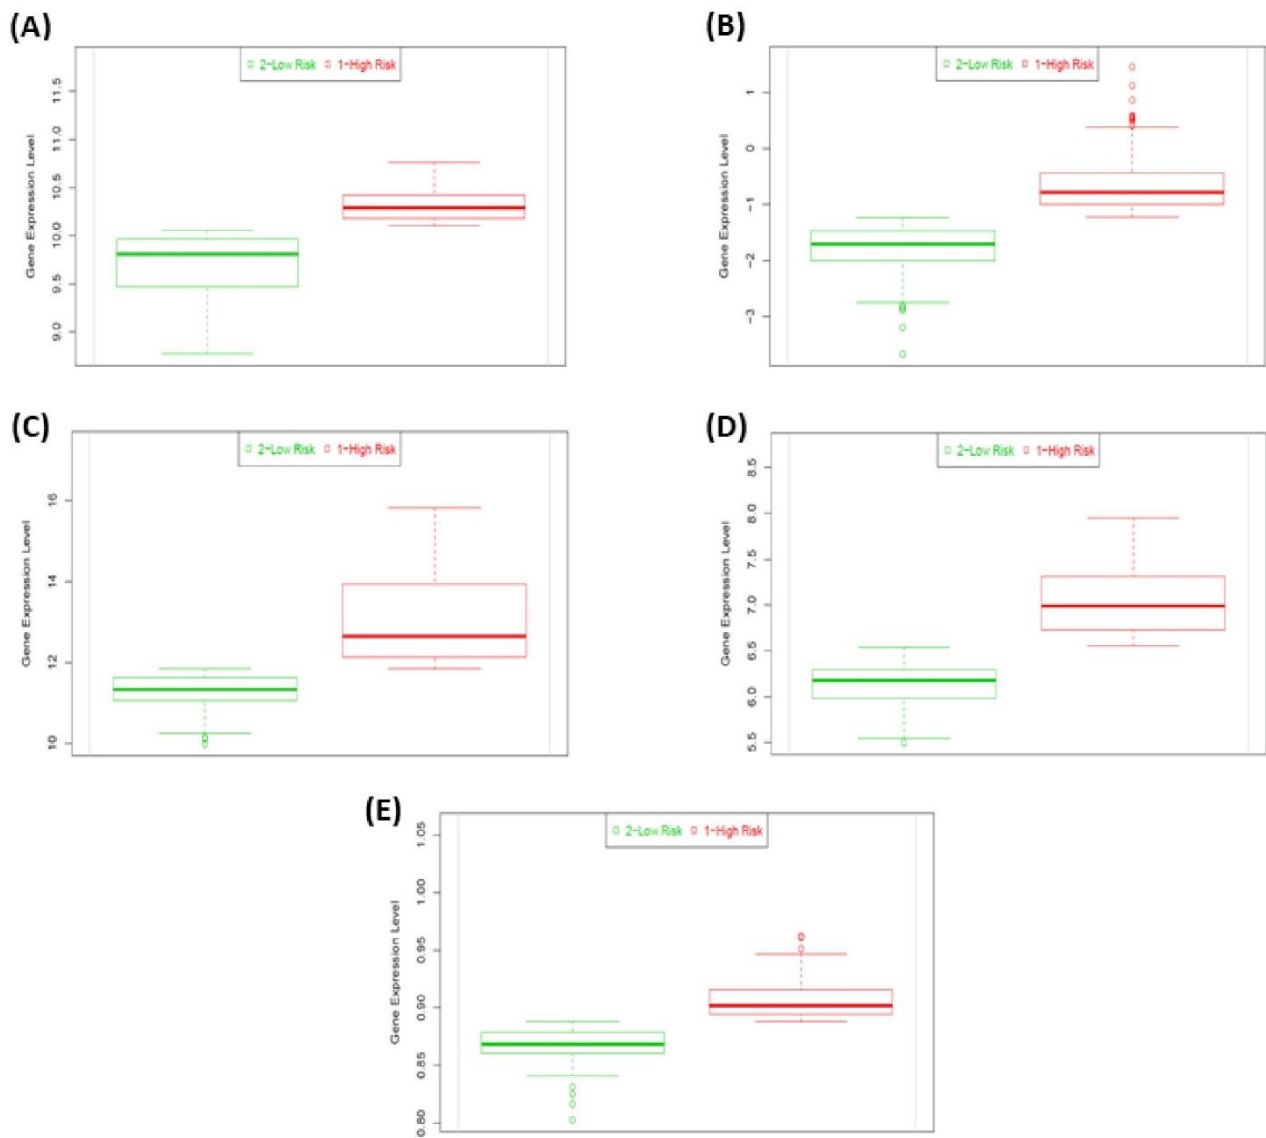 (A)
2-Low Risk 1-High Risk
Gene Expression Level
11.5
11.0
10.5
10.0
9.5
9.0
(B)
2-Low Risk 1-High Risk
Gene Expression Level
1
0
-1
-2
-3
(C)
2-Low Risk 1-High Risk
Gene Expression Level
16
14
12
10
(D)
2-Low Risk 1-High Risk
Gene Expression Level
8.5
8.0
7.5
7.0
6.5
6.0
5.5
(E)
2-Low Risk 1-High Risk
Gene Expression Level
1.05
1.00
0.95
0.90
0.85
0.80